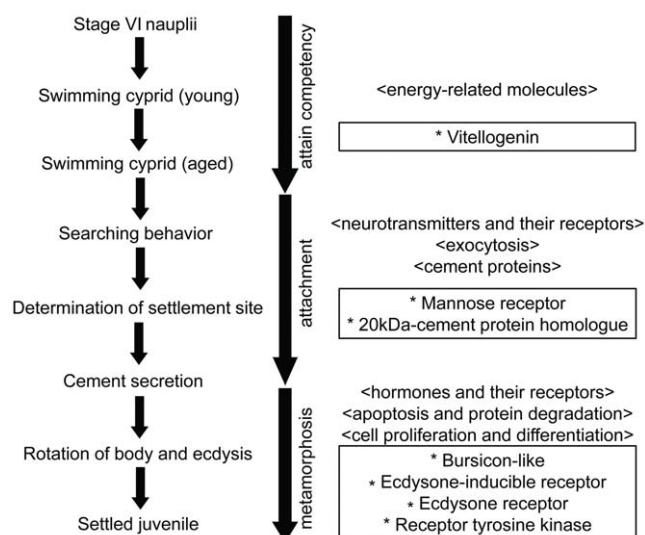 Stage VI nauplii
Swimming cyprid (young)
Swimming cyprid (aged)
Searching behavior
Determination of settlement site
Cement secretion
Rotation of body and ecdysis
Settled juvenile
attain competency
attachment
metamorphosis
<energy-related molecules>
* Vitellogenin
<neurotransmitters and their receptors>
<exocytosis>
<cement proteins>
* Mannose receptor
* 20kDa-cement protein homologue
<hormones and their receptors>
<apoptosis and protein degradation>
<cell proliferation and differentiation>
* Bursicon-like
* Ecdysone-inducible receptor
* Ecdysone receptor
* Receptor tyrosine kinase